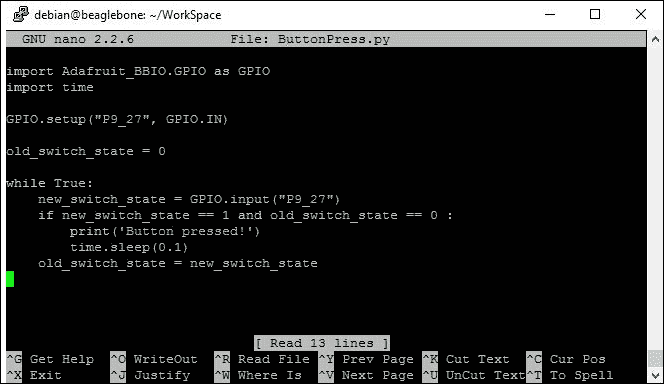 debian@beaglebone: ~/WorkSpace
GNU nano 2.2.6 File: ButtonPress.py
import Adafruit_BBIO.GPIO as GPIO
import time
GPIO.setup("P9_27", GPIO.IN)
old_switch_state = 0
while True:
    new_switch_state = GPIO.input("P9_27")
    if new_switch_state == 1 and old_switch_state == 0 :
        print('Button pressed!')
        time.sleep(0.1)
    old_switch_state = new_switch_state
[ Read 13 lines ]
^G Get Help ^O WriteOut ^R Read File ^Y Prev Page ^K Cut Text ^C Cur Pos
^X Exit ^J Justify ^W Where Is ^V Next Page ^U UnCut Text ^T To Spell